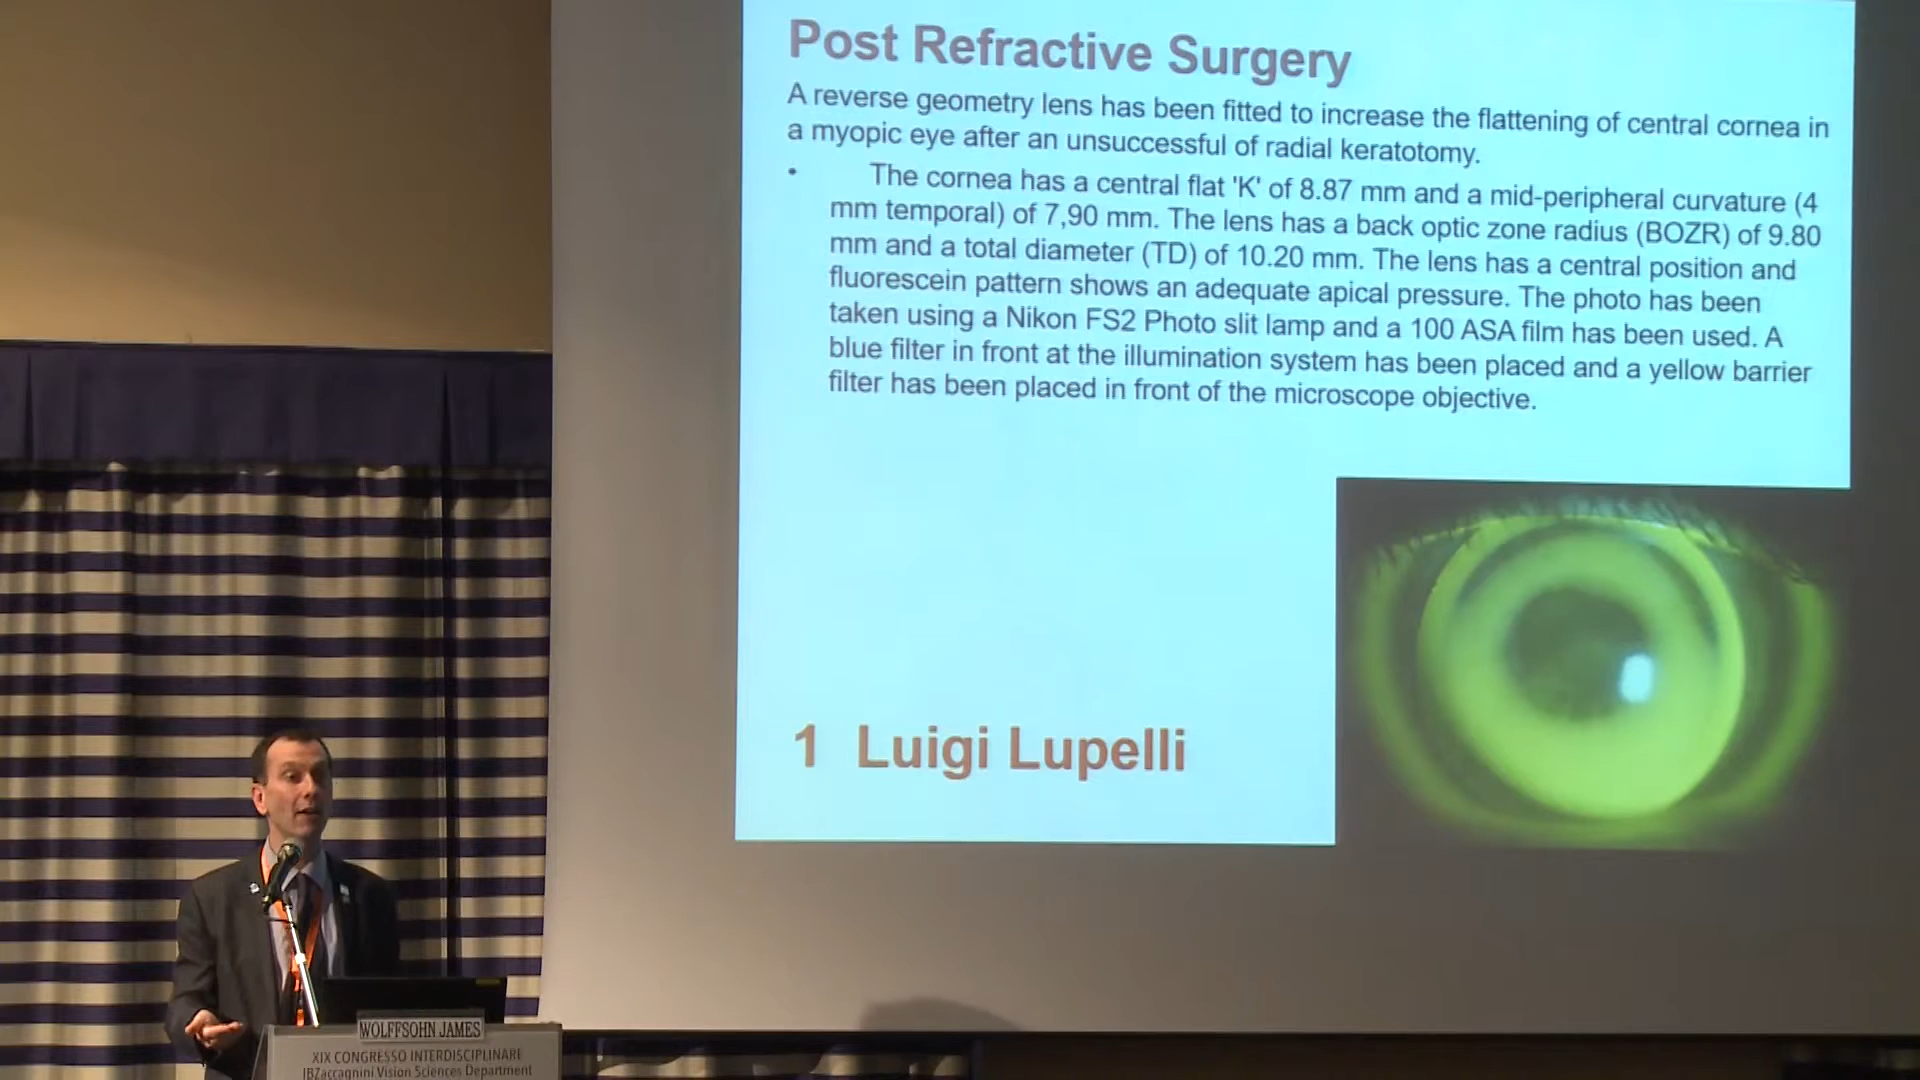 Post Refractive Surgery
A reverse geometry lens has been fitted to increase the flattening of central cornea in
a myopic eye after an unsuccessful of radial keratotomy.
• The cornea has a central flat 'K' of 8.87 mm and a mid-peripheral curvature (4
mm temporal) of 7,90 mm. The lens has a back optic zone radius (BOZR) of 9.80
mm and a total diameter (TD) of 10.20 mm. The lens has a central position and
fluorescein pattern shows an adequate apical pressure. The photo has been
taken using a Nikon FS2 Photo slit lamp and a 100 ASA film has been used. A
blue filter in front at the illumination system has been placed and a yellow barrier
filter has been placed in front of the microscope objective.
1 Luigi Lupelli
WOLFFSOHN JAMES
XIX CONGRESSO INTERDISCIPLINARE
IBZaccagnini Vision Sciences Department